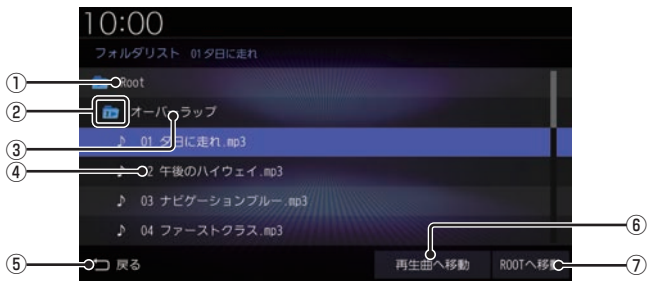 10:00
フォルダリスト 01夕日に走れ
① Root
② オーバーラップ
③ 01 夕日に走れ.mp3
④ 02 午後のハイウェイ.mp3
03 ナビゲーションブルー.mp3
04 ファーストクラス.mp3
⑥
⑤ 戻る 再生曲へ移動 ROOTへ移動 ⑦